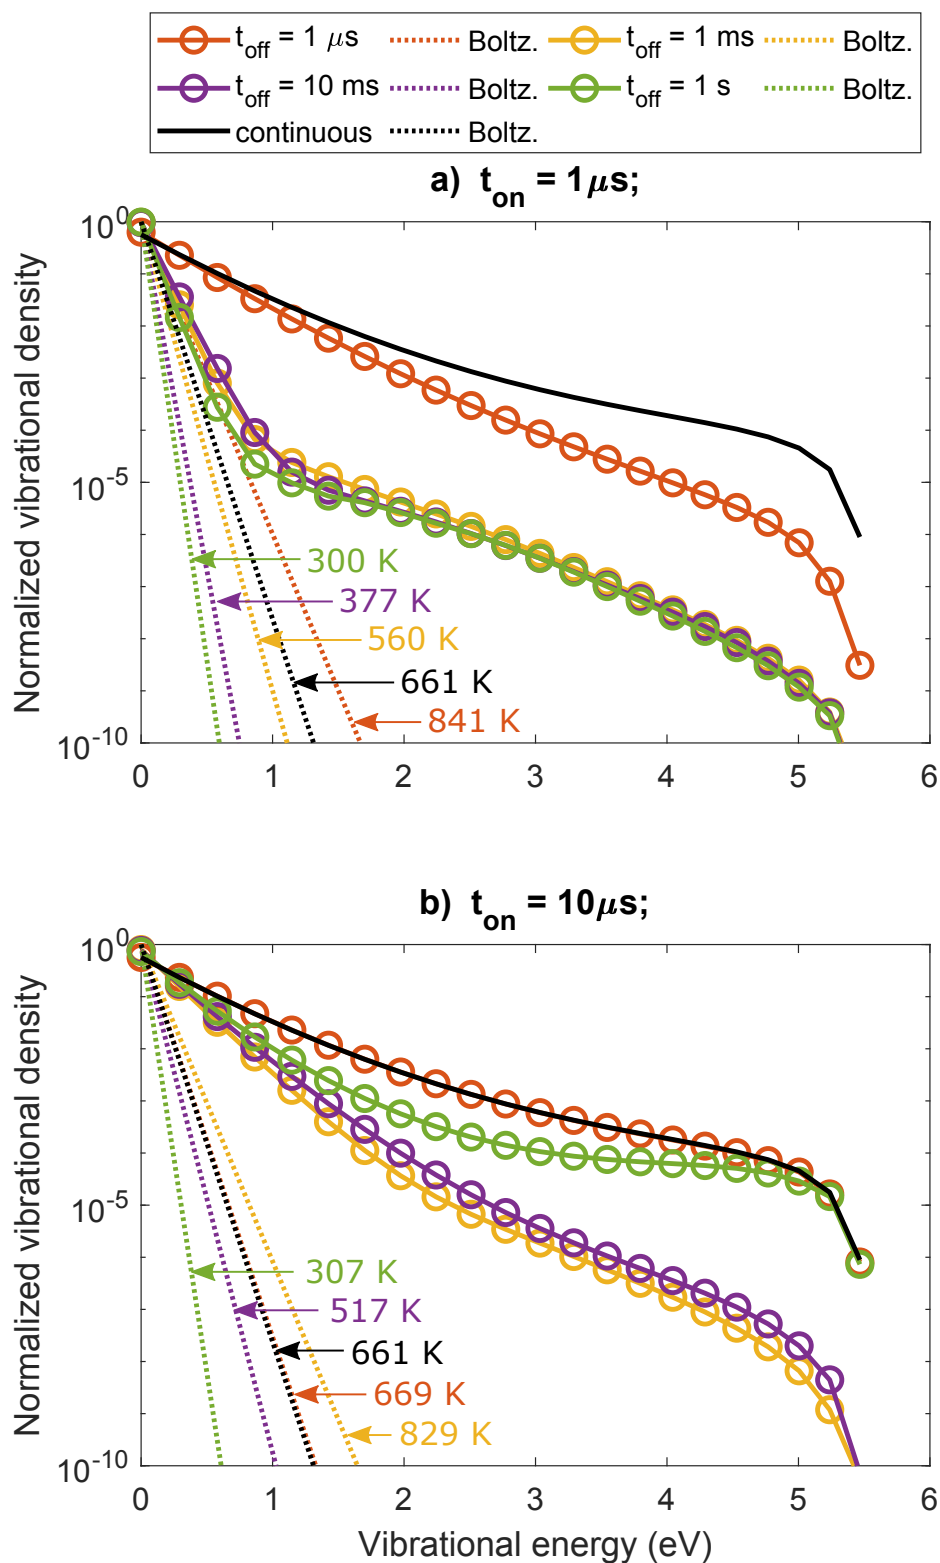 t_off = 1 μs Boltz. t_off = 1 ms Boltz.
t_off = 10 ms Boltz. t_off = 1 s Boltz.
continuous Boltz.
a) t_on = 1μs;
Normalized vibrational density
10^0
10^-5
10^-10
300 K
377 K
560 K
661 K
841 K
0 1 2 3 4 5 6
b) t_on = 10μs;
Normalized vibrational density
10^0
10^-5
10^-10
307 K
517 K
661 K
669 K
829 K
0 1 2 3 4 5 6
Vibrational energy (eV)